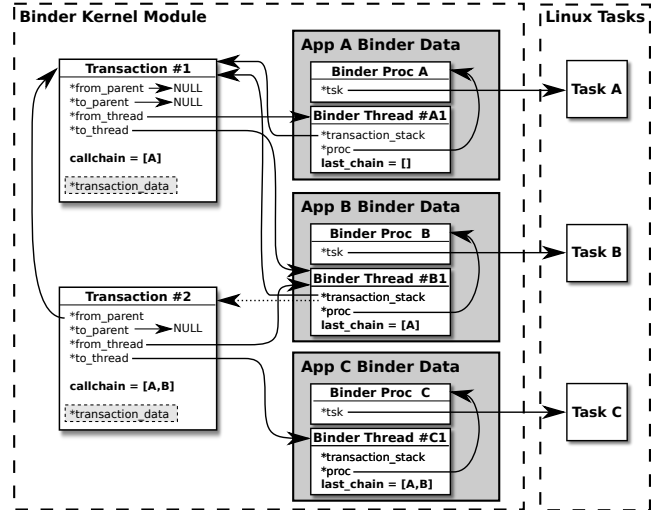 Binder Kernel Module
Linux Tasks
Transaction #1
*from_parent NULL
*to_parent NULL
*from_thread
*to_thread
callchain = [A]
*transaction_data
App A Binder Data
Binder Proc A
*tsk
Binder Thread #A1
*transaction_stack
*proc
last_chain = []
Task A
App B Binder Data
Binder Proc B
*tsk
Binder Thread #B1
*transaction_stack
*proc
last_chain = [A]
Task B
Transaction #2
*from_parent
*to_parent NULL
*from_thread
*to_thread
callchain = [A,B]
*transaction_data
App C Binder Data
Binder Proc C
*tsk
Binder Thread #C1
*transaction_stack
*proc
last_chain = [A,B]
Task C